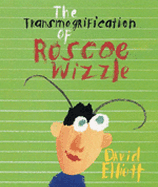 The
Transmogrification
OF
Roscoe
Wizzle
David
Elliott